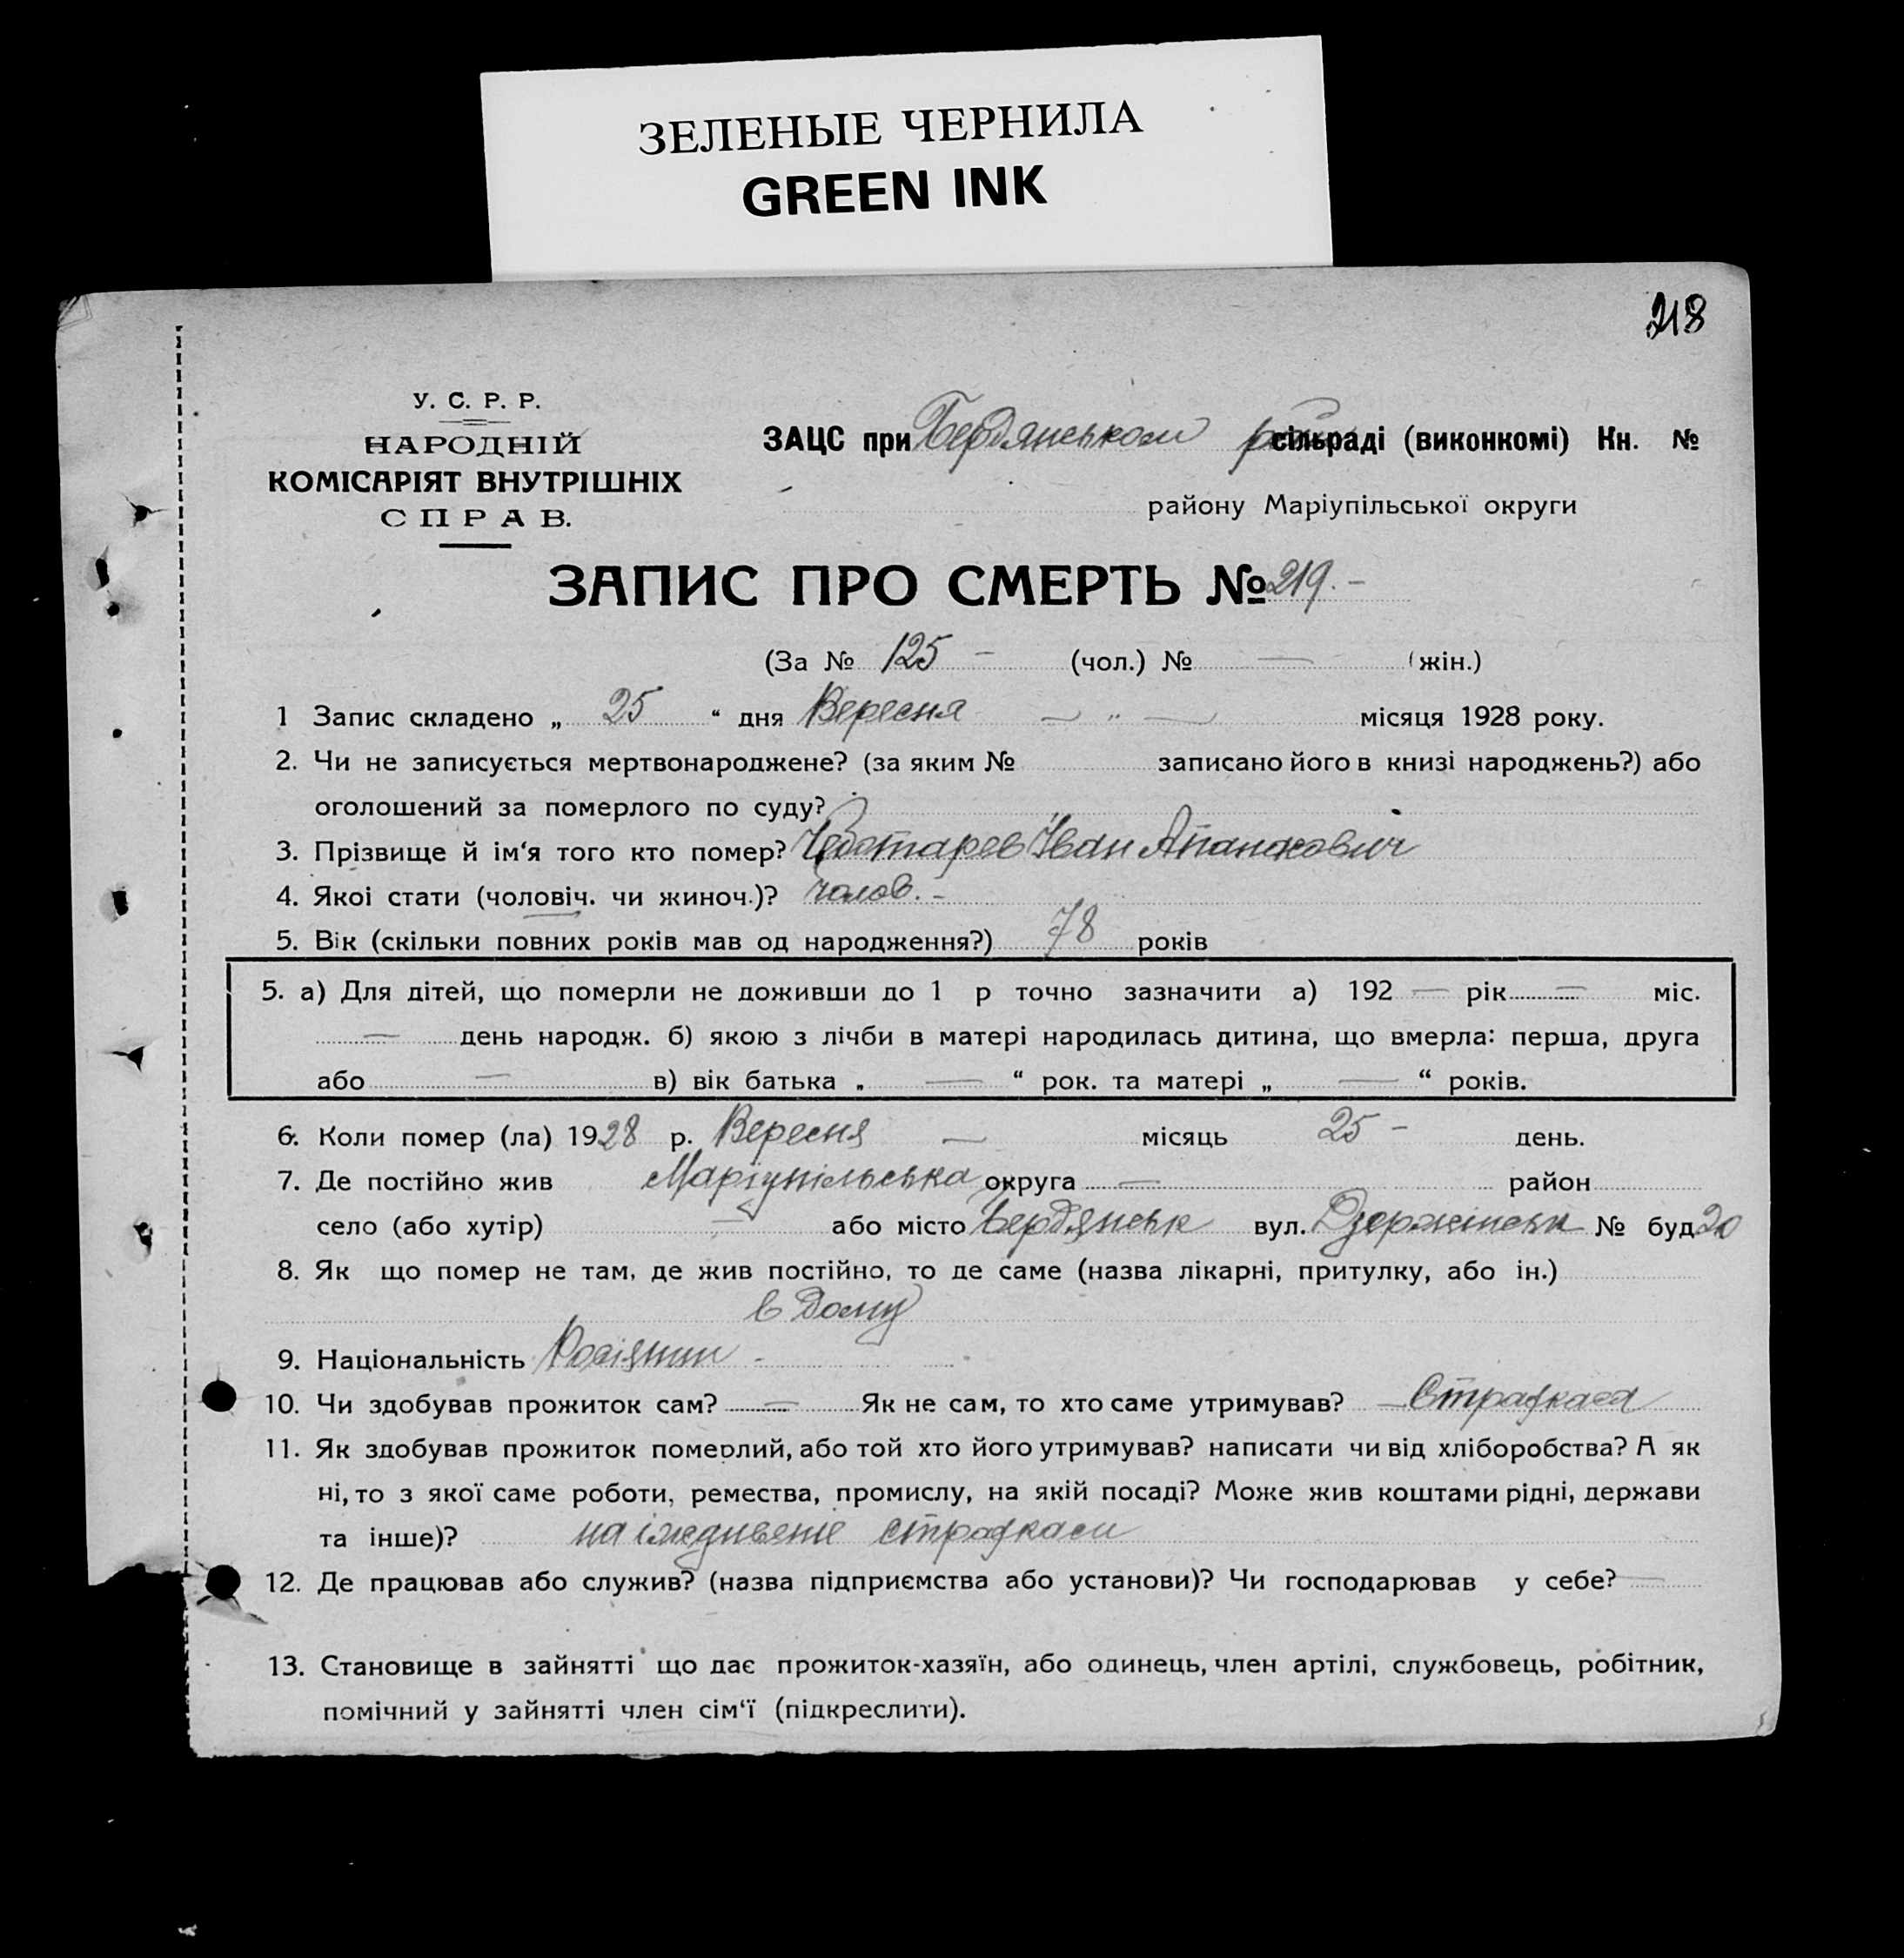 ЗЕЛЕНЫЕ ЧЕРНИЛА
GREEN INK
218
У. С. Р. Р.
НАРОДНІЙ
КОМІСАРІЯТ ВНУТРІШНІХ
СПРАВ.
ЗАЦС при Бердянськом сільраді (виконкомі) Кн. №
району Маріупільської округи
ЗАПИС ПРО СМЕРТЬ № 219.-
(За № 125 - (чол.) № — (жін.)
1 Запис складено „ 25 “ дня Вересня — " — місяця 1928 року.
2. Чи не записується мертвонароджене? (за яким № записано його в книзі народжень?) або
оголошений за померлого по суду?
3. Прізвище й ім‘я того кто помер? Чеботарев Іван Апанасович
4. Якоі стати (чоловіч. чи жиноч.)? чолов. -
5. Вік (скільки повних років мав од народження?) 78 років
5. а) Для дітей, що померли не доживши до 1 р точно зазначити а) 192 — рік — міс.
— день народж. б) якою з лічби в матері народилась дитина, що вмерла: перша, друга
або — в) вік батька „ — “ рок. та матері „ — “ років.
6. Коли помер (ла) 1928 р. Вересня — місяць 25 - день.
7. Де постійно жив Маріупільська округа — район
село (або хутір) — або місто Бердянськ вул. Дзержінськ № буд 20
8. Як що помер не там, де жив постійно, то де саме (назва лікарні, притулку, або ін.)
в дому
9. Національність Росіянин -
10. Чи здобував прожиток сам? — Як не сам, то хто саме утримував? — Страхкаса
11. Як здобував прожиток померлий, або той хто його утримував? написати чи від хліборобства? А як
ні, то з якої саме роботи, ремества, промислу, на якій посаді? Може жив коштами рідні, держави
та інше)? на іждивеніе страхкаси
12. Де працював або служив? (назва підприємства або установи)? Чи господарював у себе? —
13. Становище в зайнятті що дає прожиток-хазяїн, або одинець, член артілі, службовець, робітник,
помічний у зайнятті член сім‘ї (підкреслити).